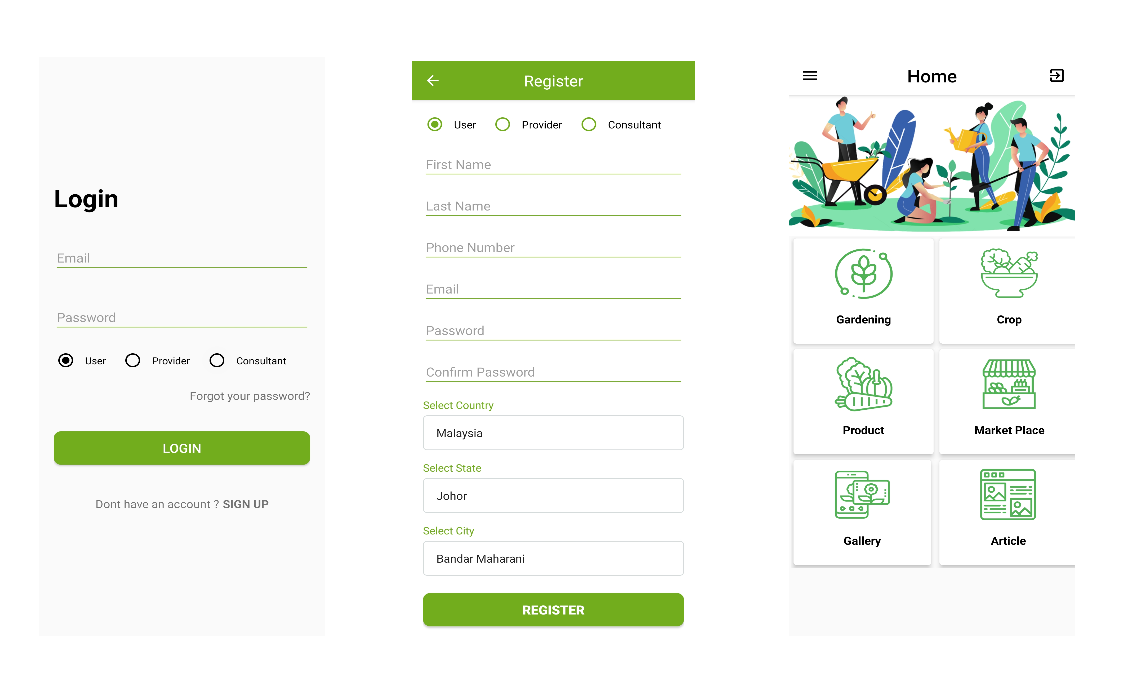 Login
Email
Password
User Provider Consultant
Forgot your password?
LOGIN
Dont have an account ? SIGN UP
Register
User Provider Consultant
First Name
Last Name
Phone Number
Email
Password
Confirm Password
Select Country
Malaysia
Select State
Johor
Select City
Bandar Maharani
REGISTER
Home
Gardening Crop
Product Market Place
Gallery Article